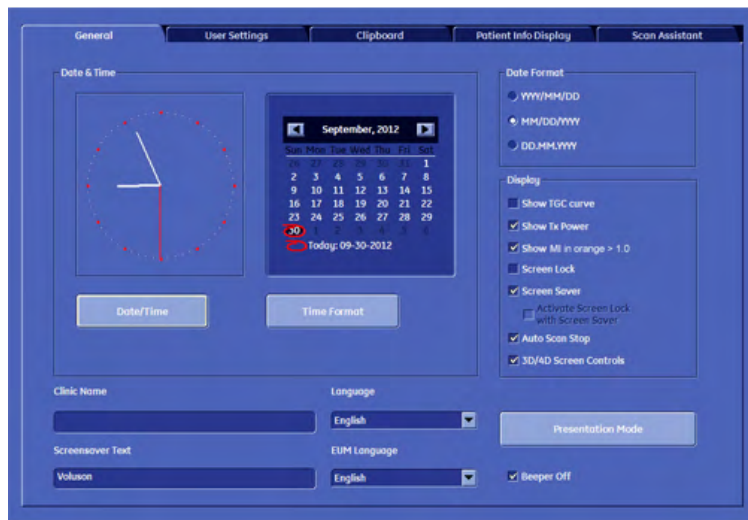 General
User Settings
Clipboard
Patient Info Display
Scan Assistant
Date & Time
September, 2012
Sun Mon Tue Wed Thu Fri Sat
26 27 28 29 30 31 1
2 3 4 5 6 7 8
9 10 11 12 13 14 15
16 17 18 19 20 21 22
23 24 25 26 27 28 29
30 1 2 3 4 5 6
Today: 09-30-2012
Date/Time
Time Format
Date Format
YYYY/MM/DD
MM/DD/YYYY
DD.MM.YYYY
Display
Show TGC curve
Show Tx Power
Show MI in orange > 1.0
Screen Lock
Screen Saver
Activate Screen Lock
with Screen Saver
Auto Scan Stop
3D/4D Screen Controls
Clinic Name
Language
English
Presentation Mode
Screensaver Text
Voluson
EUM Language
English
Beeper Off